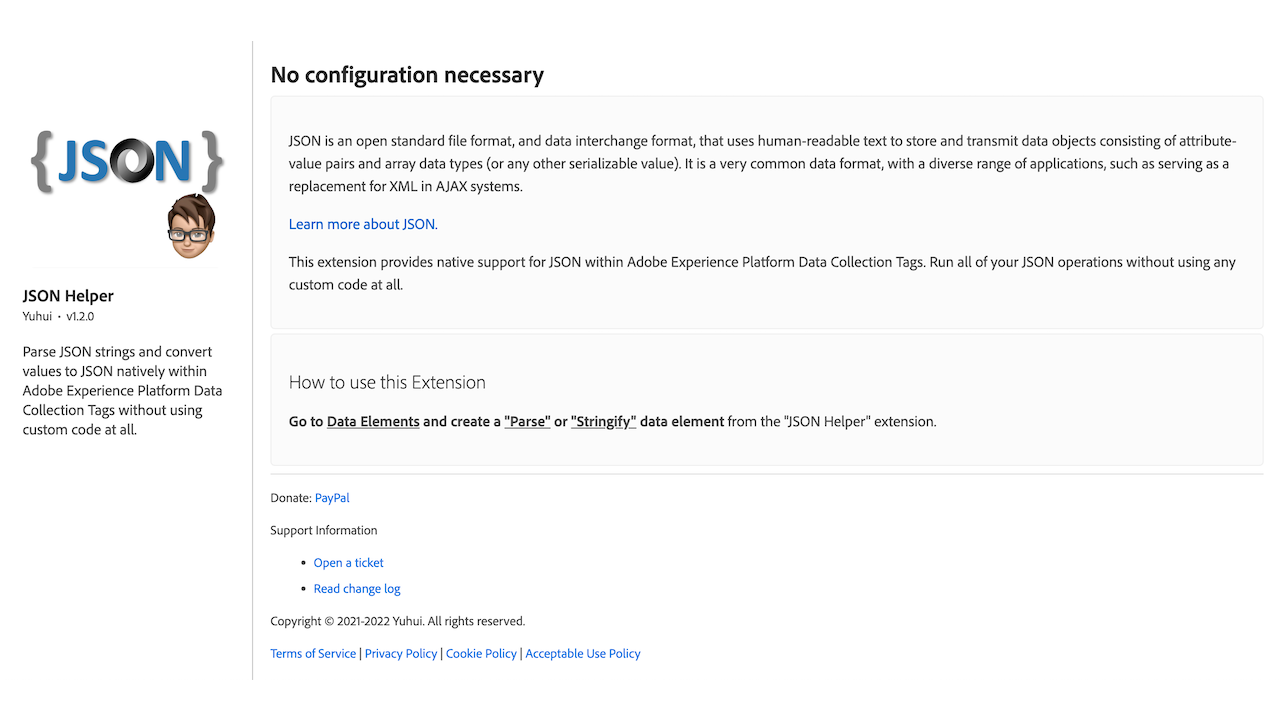 {JSON}
JSON Helper
Yuhui · v1.2.0
Parse JSON strings and convert
values to JSON natively within
Adobe Experience Platform Data
Collection Tags without using
custom code at all.
No configuration necessary
JSON is an open standard file format, and data interchange format, that uses human-readable text to store and transmit data objects consisting of attribute-
value pairs and array data types (or any other serializable value). It is a very common data format, with a diverse range of applications, such as serving as a
replacement for XML in AJAX systems.
Learn more about JSON.
This extension provides native support for JSON within Adobe Experience Platform Data Collection Tags. Run all of your JSON operations without using any
custom code at all.
How to use this Extension
Go to Data Elements and create a "Parse" or "Stringify" data element from the "JSON Helper" extension.
Donate: PayPal
Support Information
• Open a ticket
• Read change log
Copyright © 2021-2022 Yuhui. All rights reserved.
Terms of Service | Privacy Policy | Cookie Policy | Acceptable Use Policy